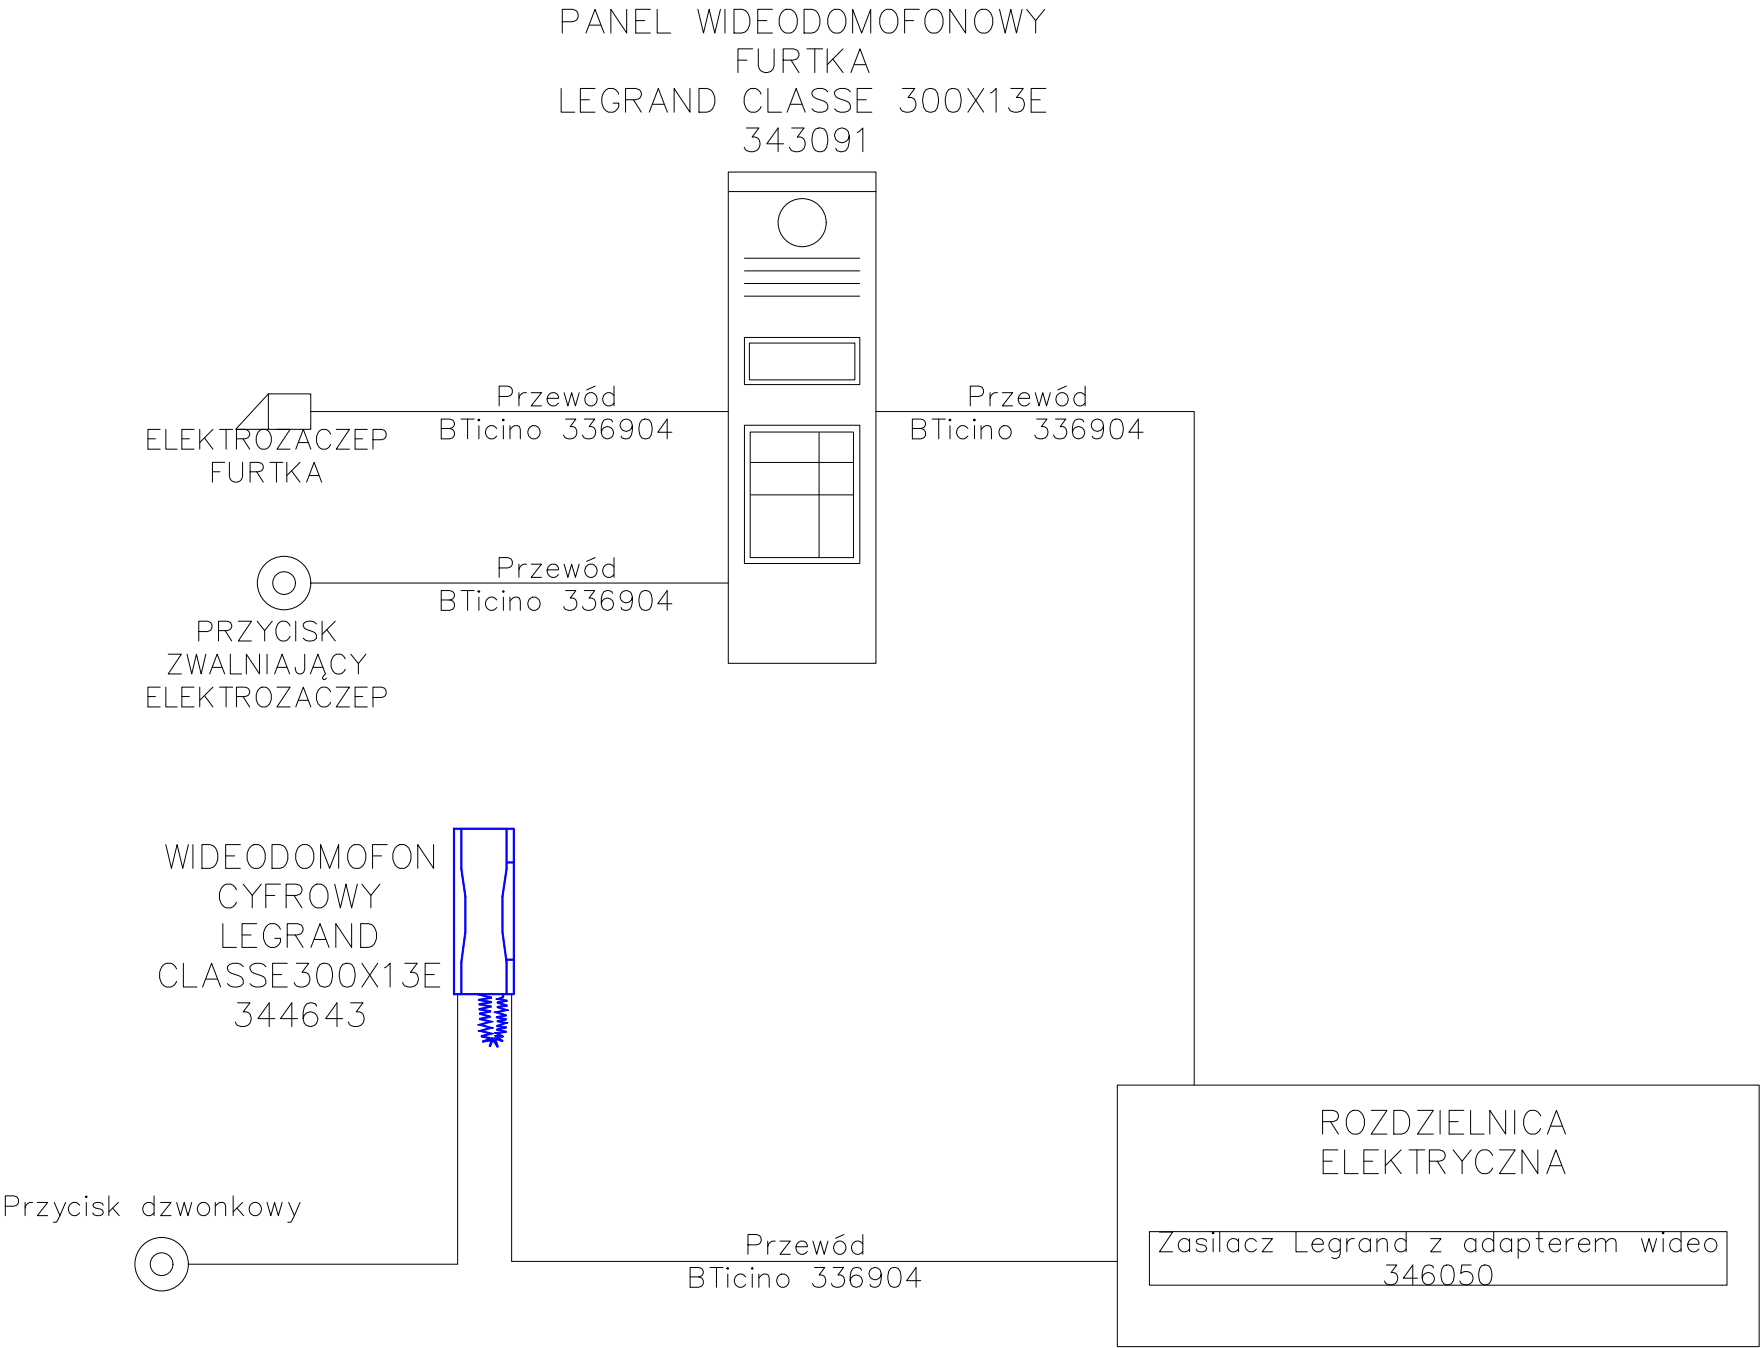 PANEL WIDEODOMOFONOWY
FURTKA
LEGRAND CLASSE 300X13E
343091
Przewód
BTicino 336904
Przewód
BTicino 336904
ELEKTROZACZEP
FURTKA
Przewód
BTicino 336904
PRZYCISK
ZWALNIAJĄCY
ELEKTROZACZEP
WIDEODOMOFON
CYFROWY
LEGRAND
CLASSE300X13E
344643
ROZDZIELNICA
ELEKTRYCZNA
Przycisk dzwonkowy
Przewód
BTicino 336904
Zasilacz Legrand z adapterem wideo
346050